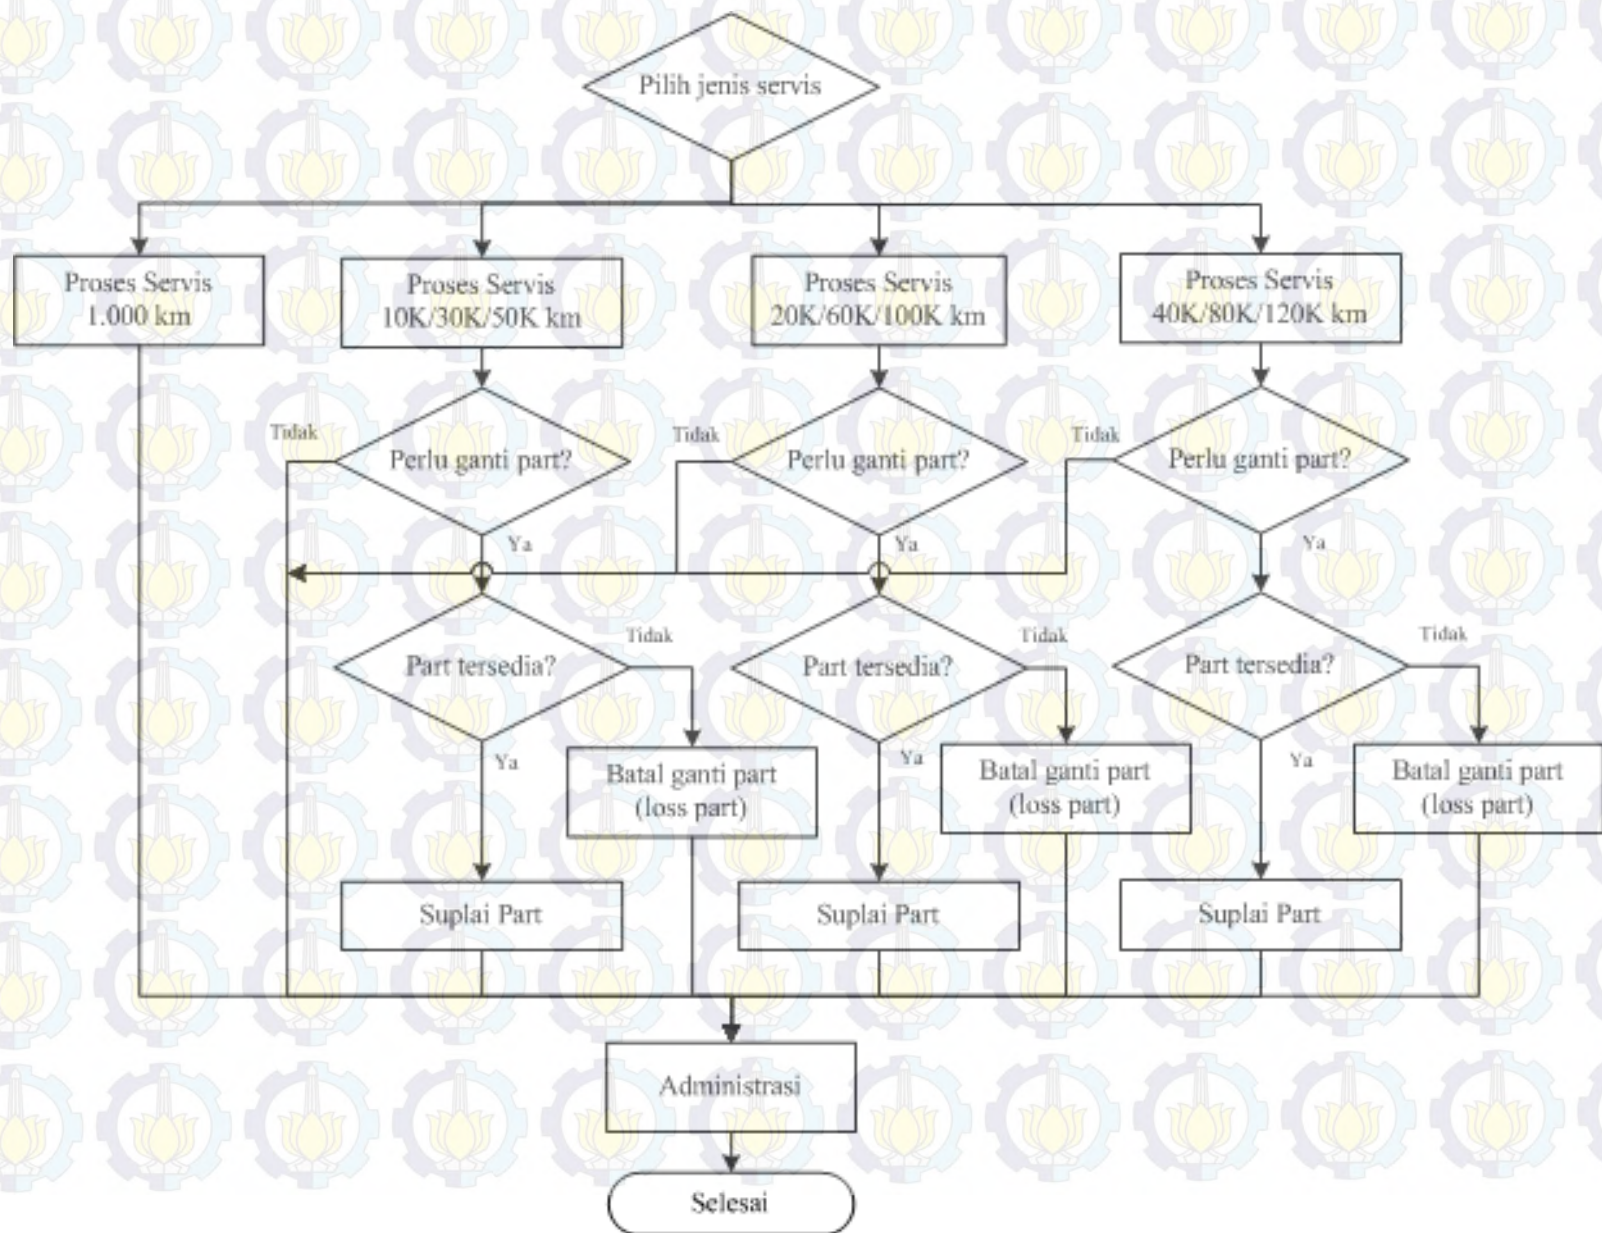 Pilih jenis servis
Proses Servis
1.000 km
Proses Servis
10K/30K/50K km
Proses Servis
20K/60K/100K km
Proses Servis
40K/80K/120K km
Tidak
Perlu ganti part?
Tidak
Perlu ganti part?
Tidak
Perlu ganti part?
Ya
Ya
Ya
Part tersedia?
Tidak
Part tersedia?
Tidak
Part tersedia?
Tidak
Ya
Batal ganti part
(loss part)
Ya
Batal ganti part
(loss part)
Ya
Batal ganti part
(loss part)
Suplai Part
Suplai Part
Suplai Part
Administrasi
Selesai